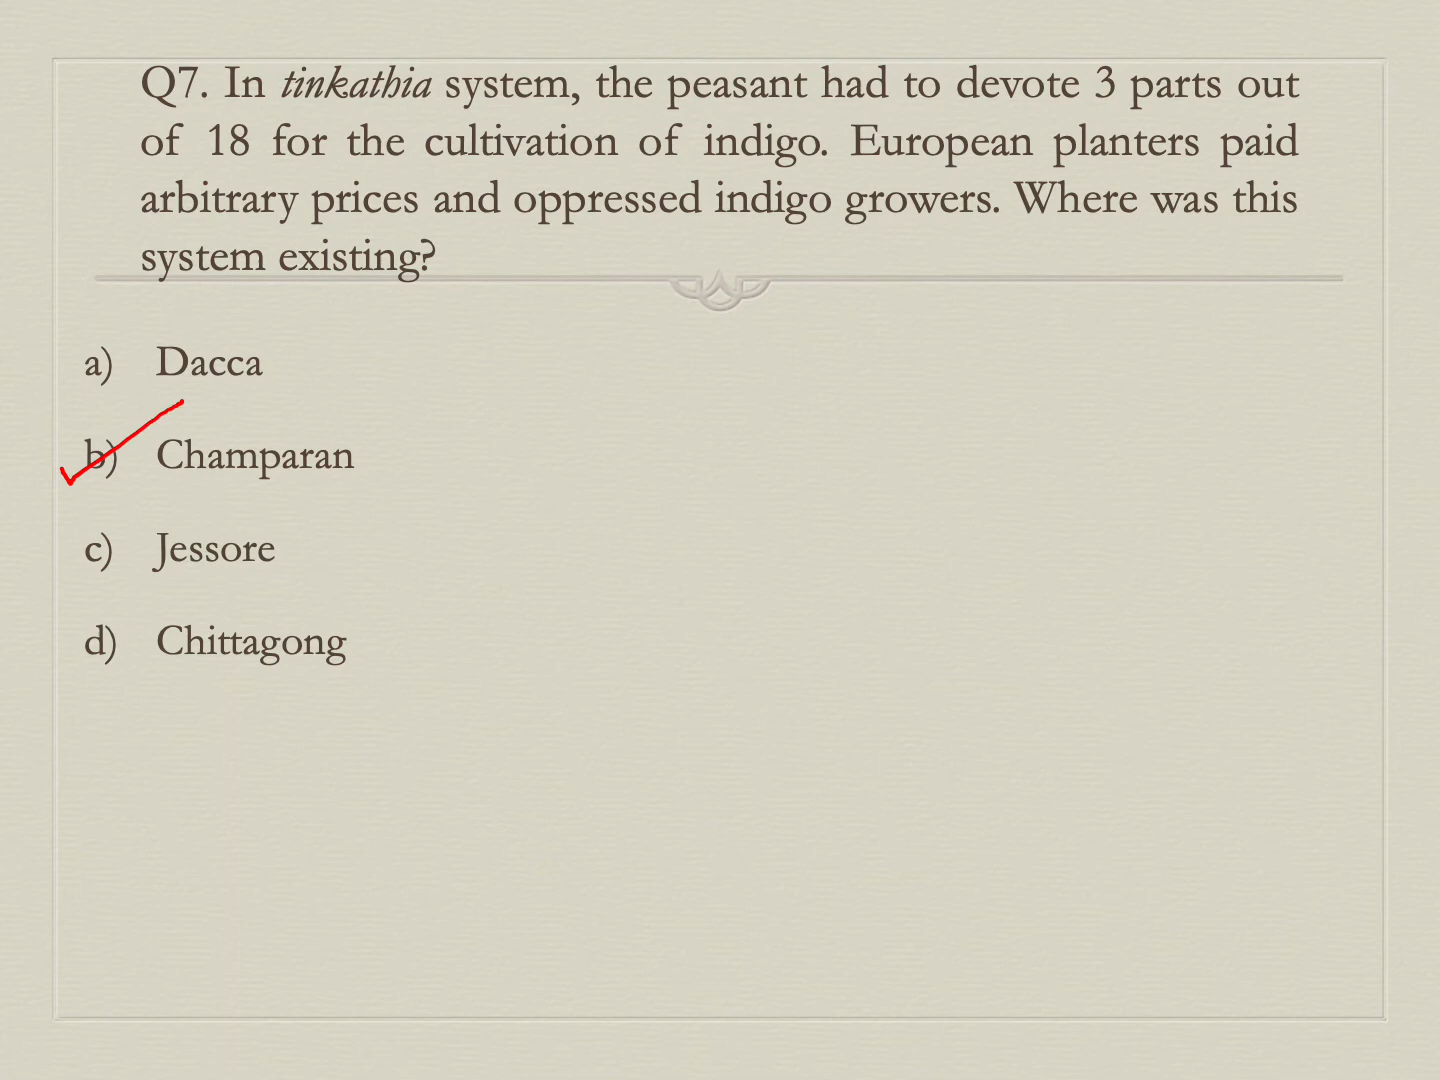 Q7. In tinkathia system, the peasant had to devote 3 parts out
of 18 for the cultivation of indigo. European planters paid
arbitrary prices and oppressed indigo growers. Where was this
system existing?
a) Dacca
b) Champaran
c) Jessore
d) Chittagong